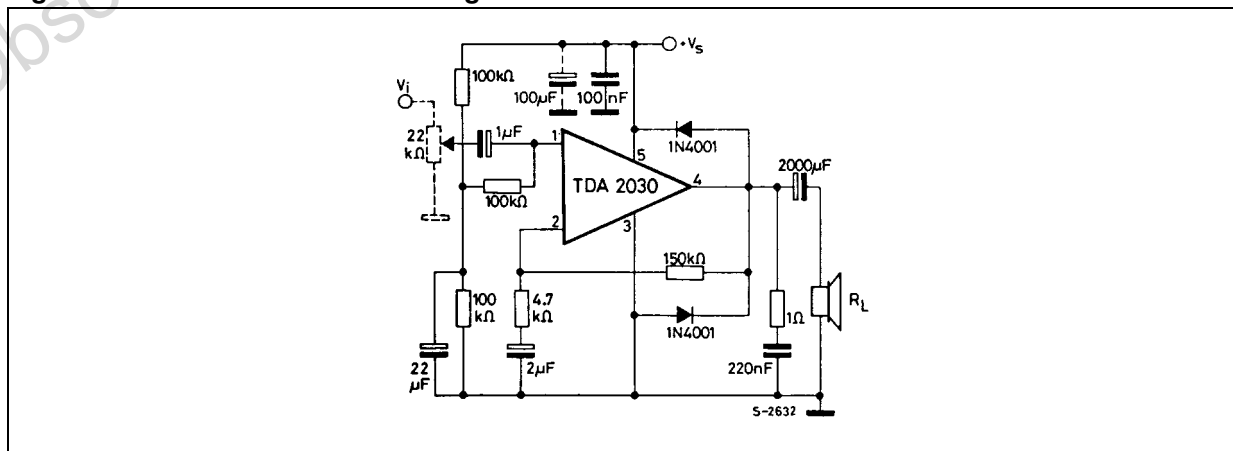 obso
+Vs
100kΩ
100µF
100nF
Vi
22
kΩ
1µF
1
5
1N4001
2000µF
TDA 2030
4
100kΩ
2
3
150kΩ
100
kΩ
4.7
kΩ
1N4001
1Ω
RL
22
µF
2µF
220nF
S-2632